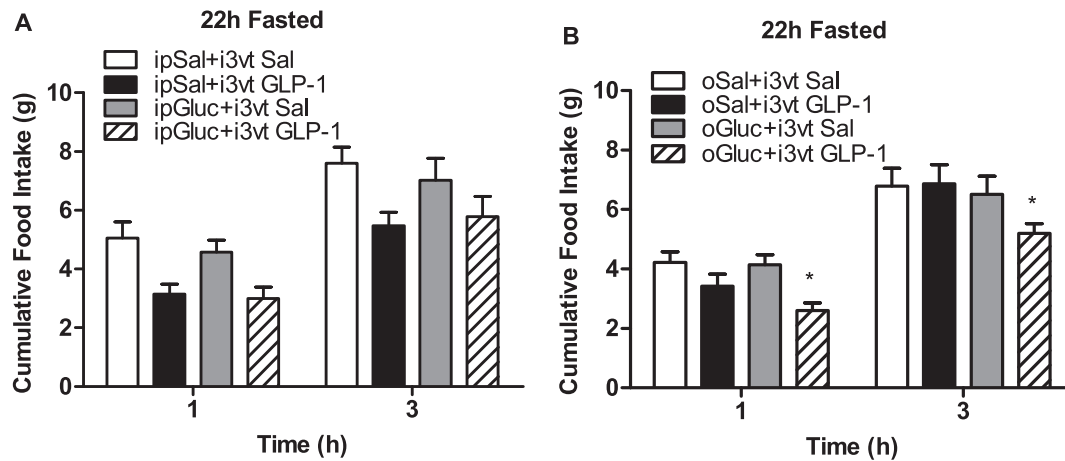 A
22h Fasted
ipSal+i3vt Sal
ipSal+i3vt GLP-1
ipGluc+i3vt Sal
ipGluc+i3vt GLP-1
Cumulative Food Intake (g)
10
8
6
4
2
0
1
3
Time (h)
B
22h Fasted
oSal+i3vt Sal
oSal+i3vt GLP-1
oGluc+i3vt Sal
oGluc+i3vt GLP-1
Cumulative Food Intake (g)
10
8
6
4
2
0
*
*
1
3
Time (h)